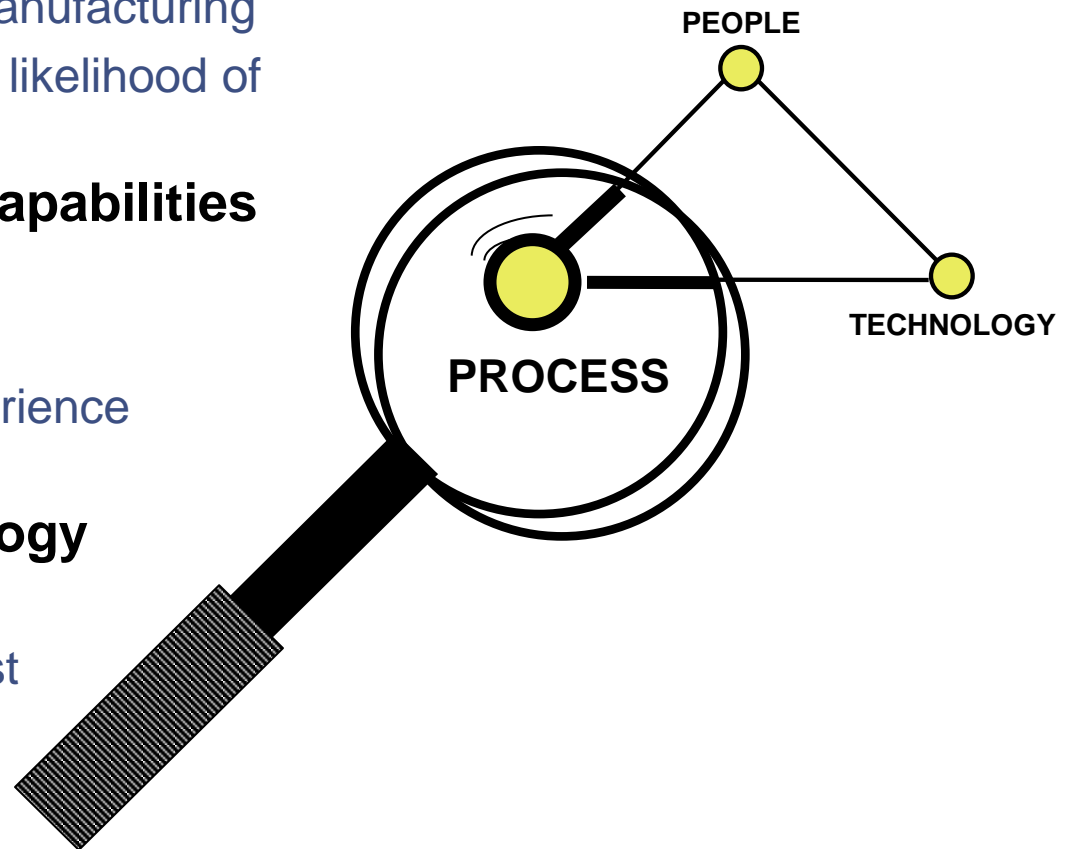 anufacturing
likelihood of
apabilities
rience
ogy
st
PEOPLE
TECHNOLOGY
PROCESS